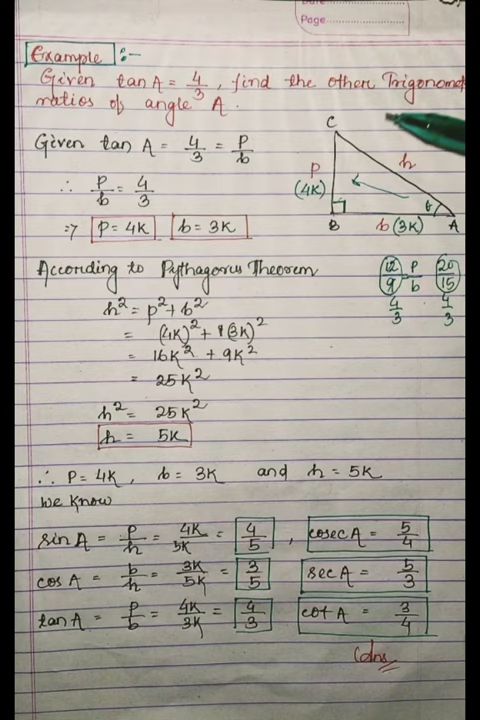 Page
Example :-
Given tan A = 4/3, find the other Trigonomet
ratios of angle A.
Given tan A = 4/3 = P/b
∴ P/b = 4/3
=> P = 4K b = 3K
C
P
(4K)
h
B
b (3K)
A
According to Pythagorus Theorem
12/9 P/b 20/15
4/3 4/3
h² = p² + b²
= (4K)² + (3K)²
= 16K² + 9K²
= 25K²
h² = 25K²
h = 5K
∴ P = 4K, b = 3K and h = 5K
We Know
sin A = P/h = 4K/5K = 4/5, cosec A = 5/4
cos A = b/h = 3K/5K = 3/5 sec A = 5/3
tan A = P/b = 4K/3K = 4/3 cot A = 3/4